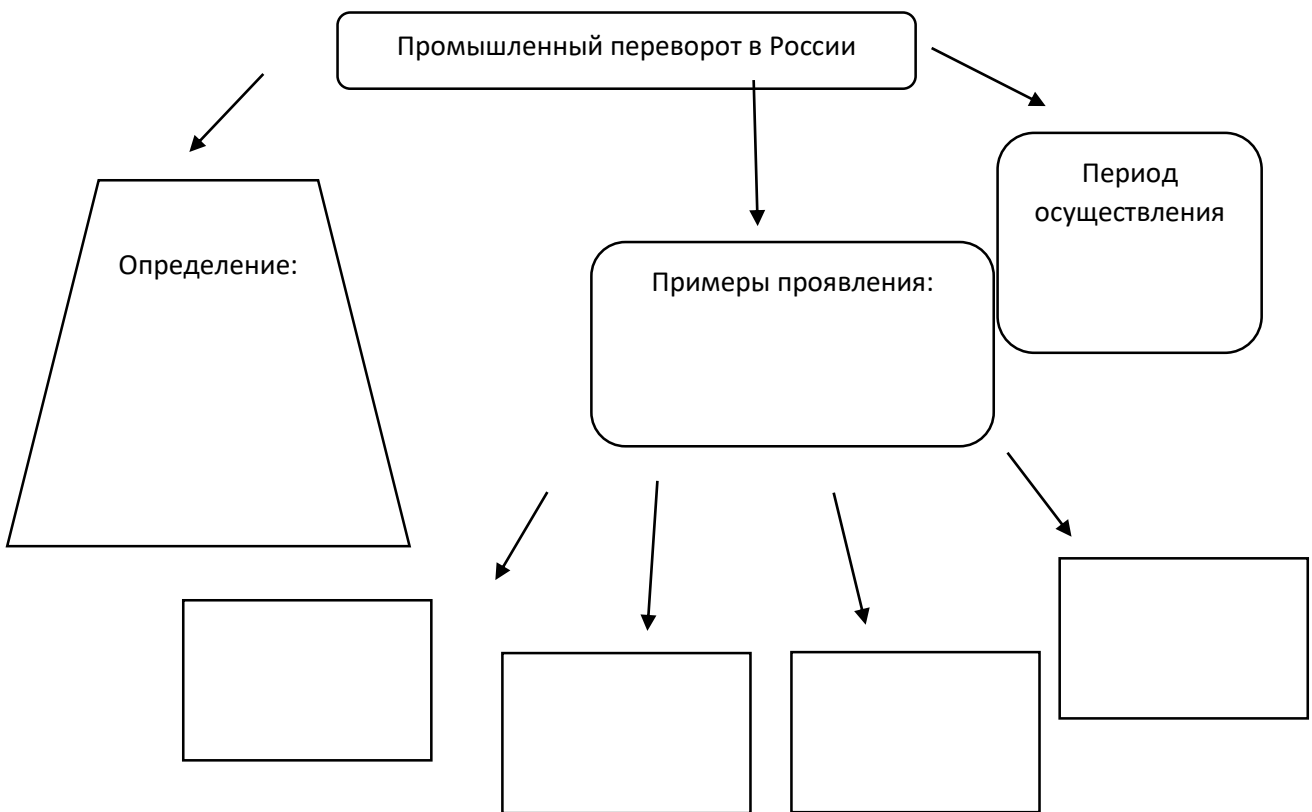 Промышленный переворот в России
Период
осуществления
Определение:
Примеры проявления: